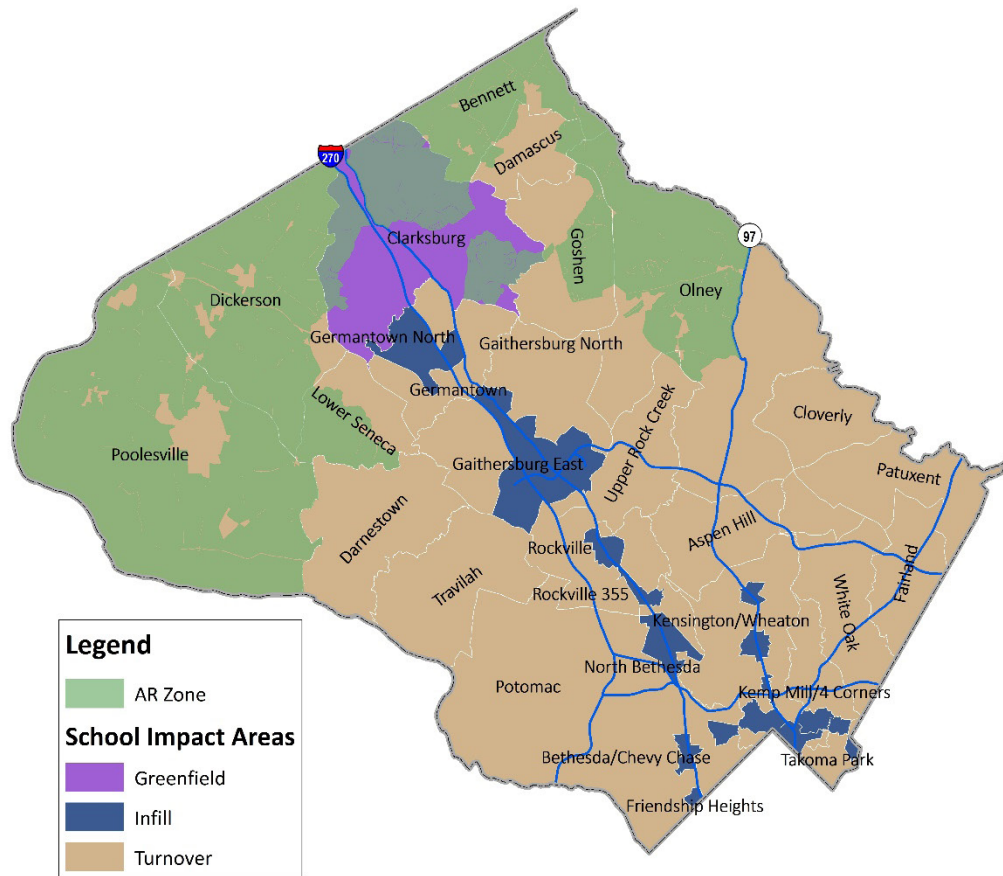 Bennett
Damascus
270
Clarksburg
Goshen
97
Olney
Dickerson
Germantown North
Gaithersburg North
Germantown
Lower Seneca
Upper Rock Creek
Cloverly
Poolesville
Gaithersburg East
Patuxent
Darnestown
Aspen Hill
Rockville
Fairland
Travilah
Rockville 355
White Oak
Kensington/Wheaton
North Bethesda
Potomac
Kemp Mill/4 Corners
Bethesda/Chevy Chase
Takoma Park
Friendship Heights
Legend
AR Zone
School Impact Areas
Greenfield
Infill
Turnover